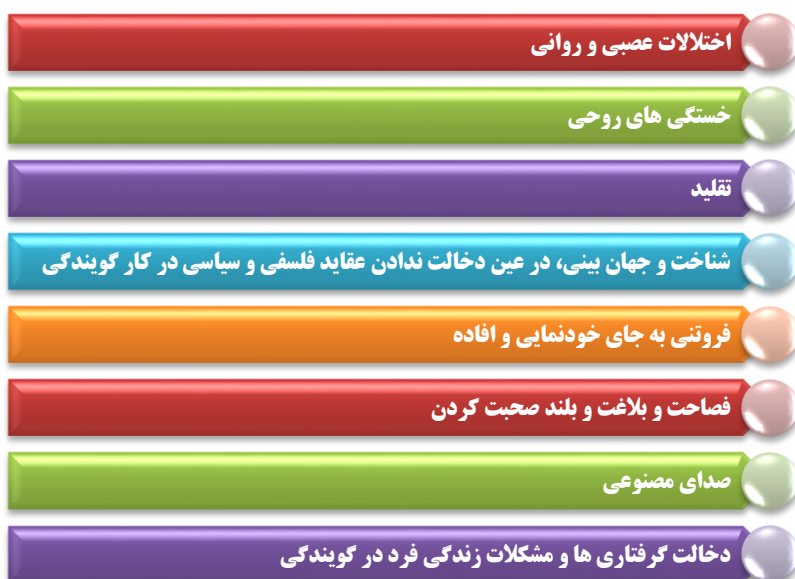 اختلالات عصبی و روانی
خستگی های روحی
تقلید
شناخت و جهان بینی، در عین دخالت ندادن عقاید فلسفی و سیاسی در کار گویندگی
فروتنی به جای خودنمایی و افاده
فصاحت و بلاغت و بلند صحبت کردن
صدای مصنوعی
دخالت گرفتاری ها و مشکلات زندگی فرد در گویندگی